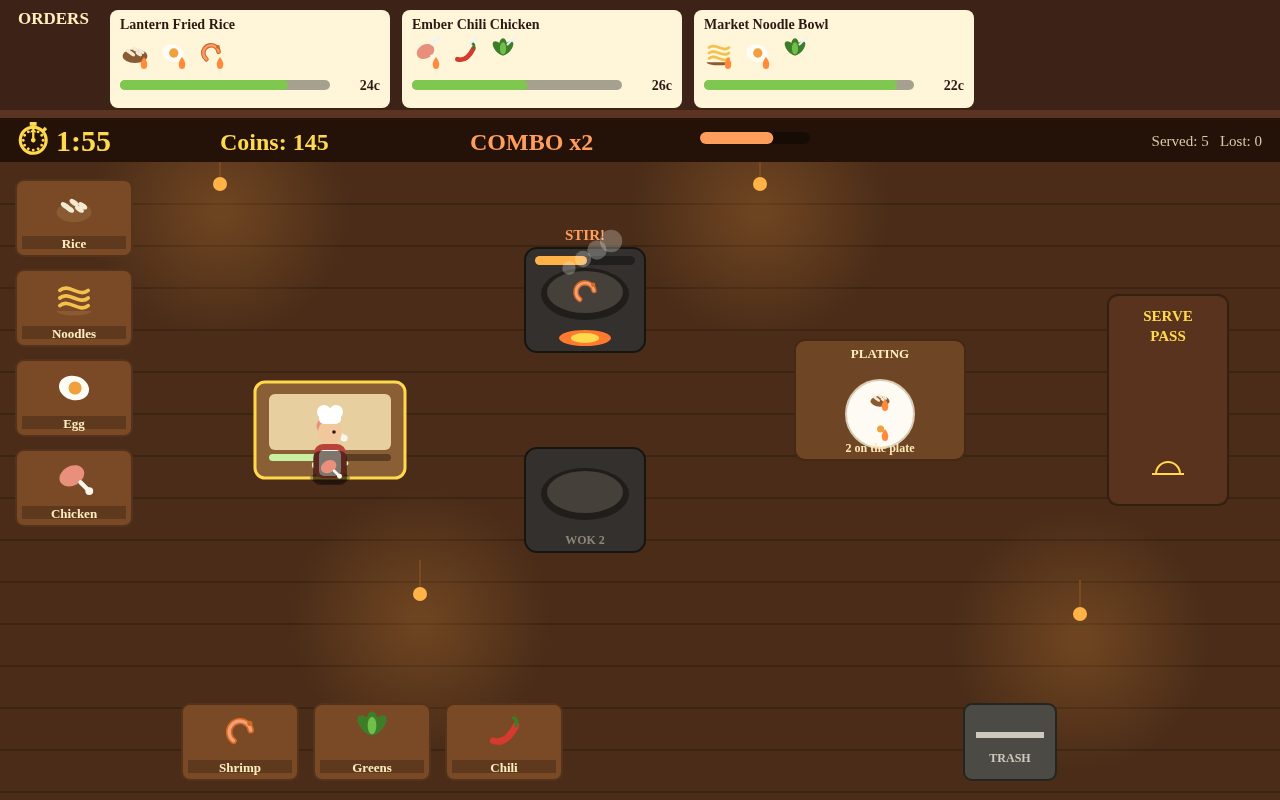 ORDERS
Lantern Fried Rice
24c
Ember Chili Chicken
26c
Market Noodle Bowl
22c
1:55
Coins: 145
COMBO x2
Served: 5 Lost: 0
Rice
Noodles
Egg
Chicken
STIR!
WOK 2
PLATING
2 on the plate
SERVE
PASS
Shrimp
Greens
Chili
TRASH